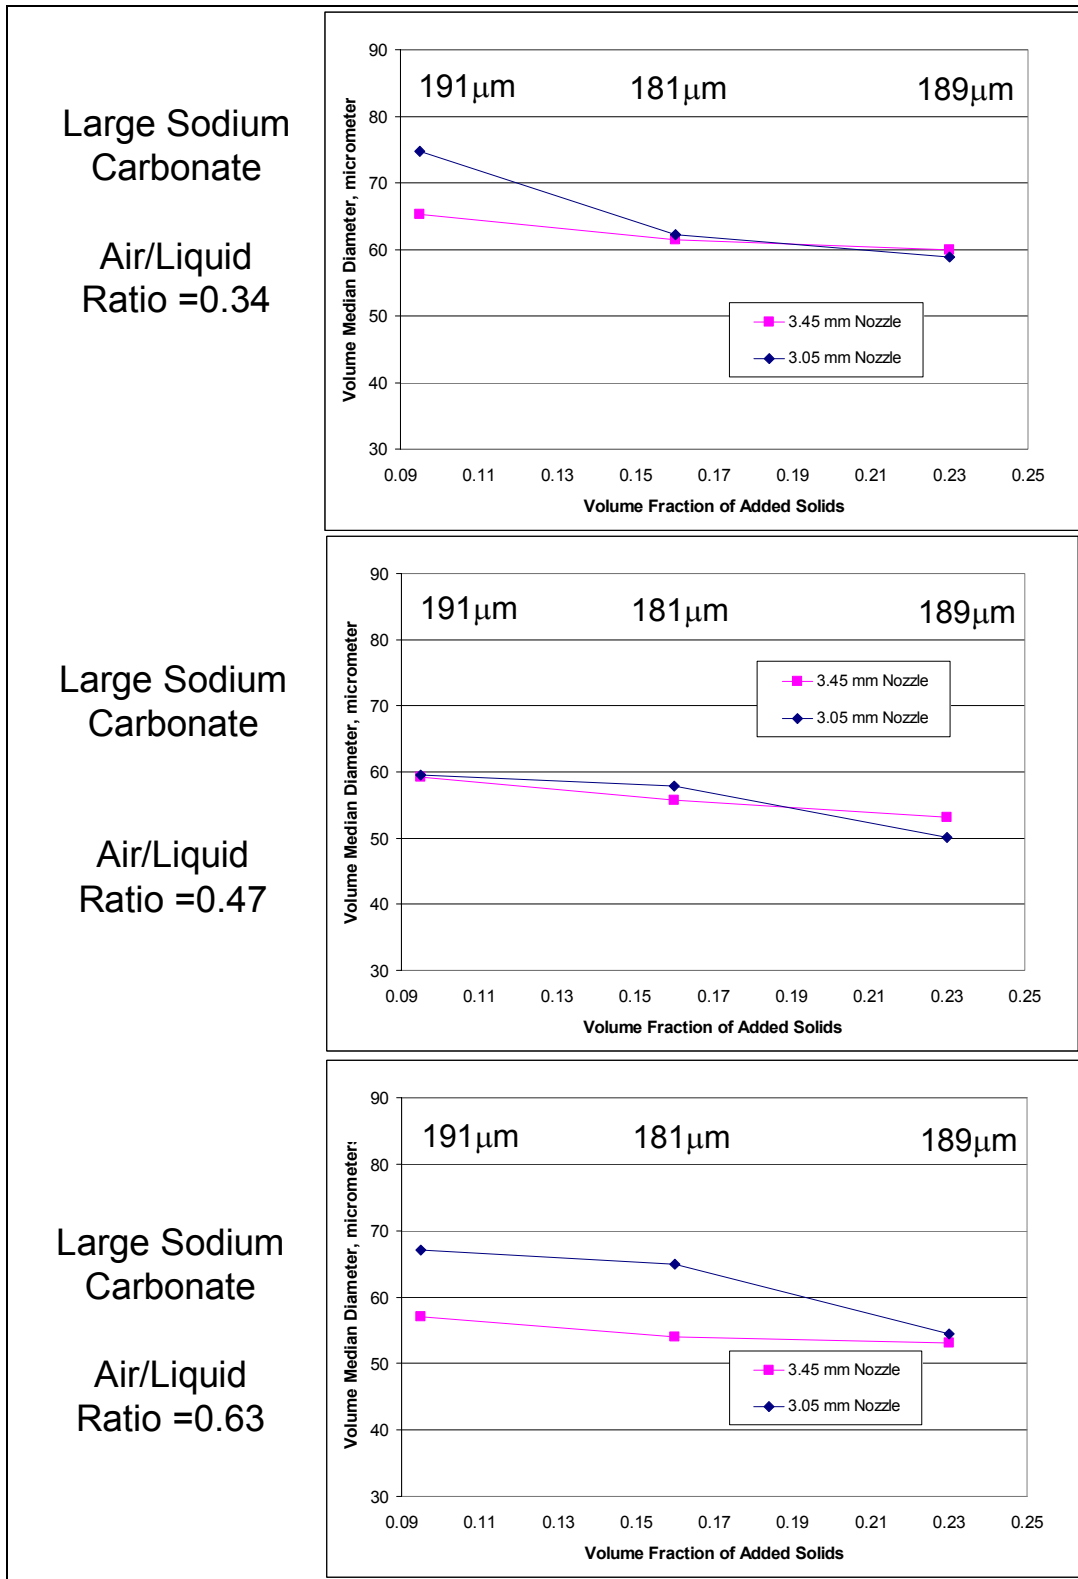 Large Sodium
Carbonate
Air/Liquid
Ratio =0.34
191μm 181μm 189μm
Volume Median Diameter, micrometer
90
80
70
60
50
40
30
3.45 mm Nozzle
3.05 mm Nozzle
0.09 0.11 0.13 0.15 0.17 0.19 0.21 0.23 0.25
Volume Fraction of Added Solids
Large Sodium
Carbonate
Air/Liquid
Ratio =0.47
191μm 181μm 189μm
Volume Median Diameter, micrometer
90
80
70
60
50
40
30
3.45 mm Nozzle
3.05 mm Nozzle
0.09 0.11 0.13 0.15 0.17 0.19 0.21 0.23 0.25
Volume Fraction of Added Solids
Large Sodium
Carbonate
Air/Liquid
Ratio =0.63
191μm 181μm 189μm
Volume Median Diameter, micrometers
90
80
70
60
50
40
30
3.45 mm Nozzle
3.05 mm Nozzle
0.09 0.11 0.13 0.15 0.17 0.19 0.21 0.23 0.25
Volume Fraction of Added Solids